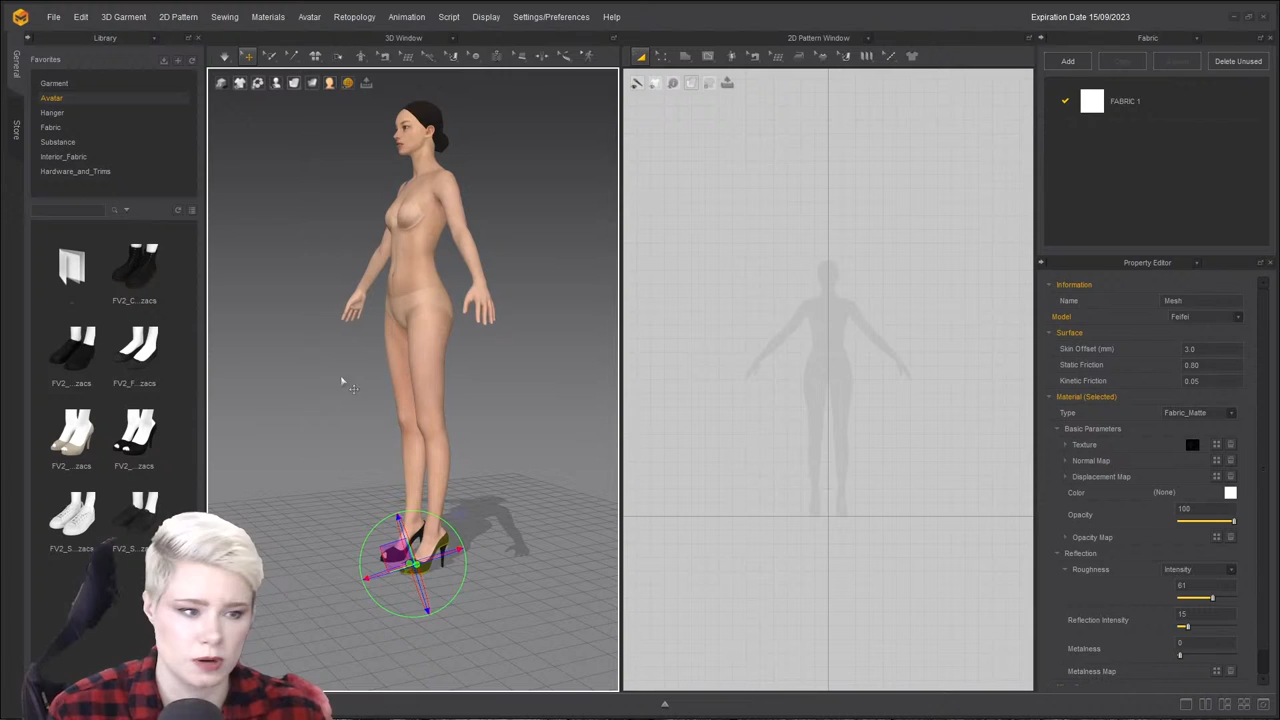 File Edit 3D Garment 2D Pattern Sewing Materials Avatar Retopology Animation Script Display Settings/Preferences Help
Expiration Date 15/09/2023
General
Store
Library
Favorites
Garment
Avatar
Hanger
Fabric
Substance
Interior_Fabric
Hardware_and_Trims
FV2_C...zacs
FV2_...zacs
FV2_F...zacs
FV2_...zacs
FV2_...zacs
FV2_S...zacs
FV2_S...
3D Window
2D Pattern Window
Fabric
Add
Delete Unused
FABRIC 1
Property Editor
Information
Name Mesh
Model Feifei
Surface
Skin Offset (mm) 3.0
Static Friction 0.80
Kinetic Friction 0.05
Material (Selected)
Type Fabric_Matte
Basic Parameters
Texture
Normal Map
Displacement Map
Color (None)
Opacity 100
Opacity Map
Reflection
Roughness Intensity
61
Reflection Intensity 15
Metalness 0
Metalness Map